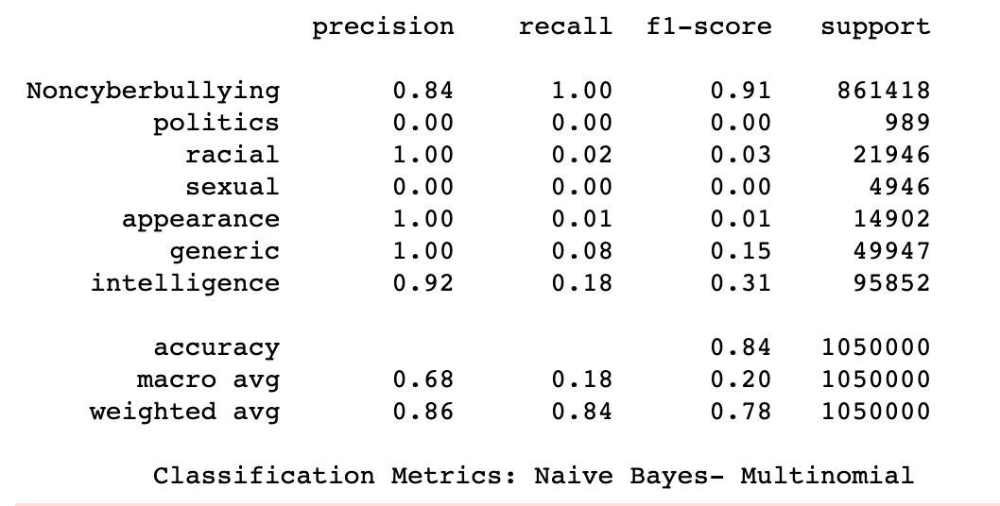 precision recall f1-score support
Noncyberbullying 0.84 1.00 0.91 861418
politics 0.00 0.00 0.00 989
racial 1.00 0.02 0.03 21946
sexual 0.00 0.00 0.00 4946
appearance 1.00 0.01 0.01 14902
generic 1.00 0.08 0.15 49947
intelligence 0.92 0.18 0.31 95852
accuracy 0.84 1050000
macro avg 0.68 0.18 0.20 1050000
weighted avg 0.86 0.84 0.78 1050000
Classification Metrics: Naive Bayes- Multinomial